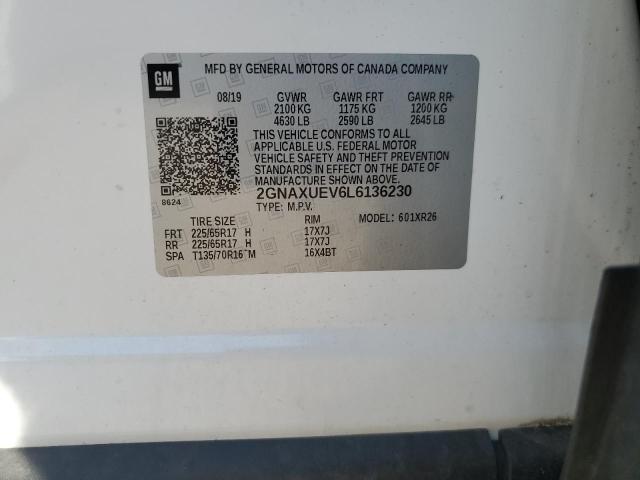 GM
MFD BY GENERAL MOTORS OF CANADA COMPANY
08/19 GVWR GAWR FRT GAWR RR
2100 KG 1175 KG 1200 KG
4630 LB 2590 LB 2645 LB
THIS VEHICLE CONFORMS TO ALL
APPLICABLE U.S. FEDERAL MOTOR
VEHICLE SAFETY AND THEFT PREVENTION
STANDARDS IN EFFECT ON THE DATE OF
MANUFACTURE SHOWN ABOVE.
8624
2GNAXUEV6L6136230
TYPE: M.P.V.
TIRE SIZE RIM MODEL: 601XR26
FRT 225/65R17 H 17X7J
RR 225/65R17 H 17X7J
SPA T135/70R16 M 16X4BT